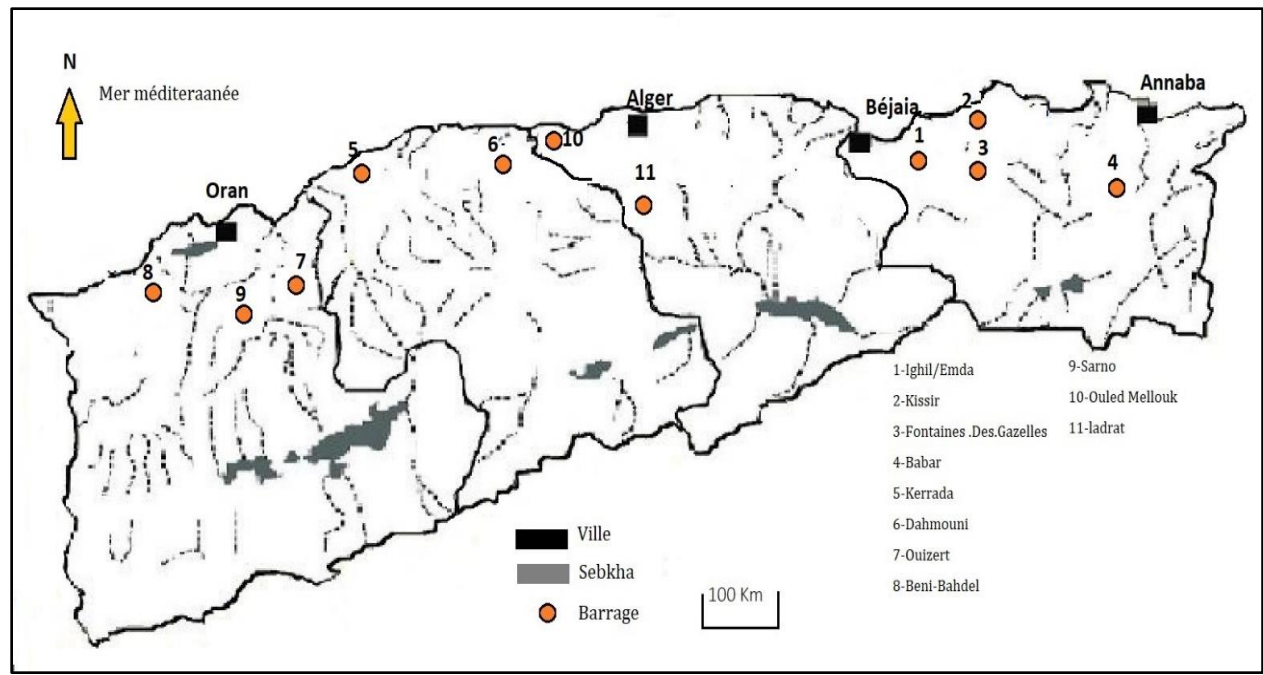 N
Mer méditeraanée
Alger
Béjaia
Annaba
Oran
1
2
3
4
5
6
7
8
9
10
11
1-Ighil/Emda
2-Kissir
3-Fontaines .Des.Gazelles
4-Babar
5-Kerrada
6-Dahmouni
7-Ouizert
8-Beni-Bahdel
9-Sarno
10-Ouled Mellouk
11-ladrat
Ville
Sebkha
Barrage
100 Km